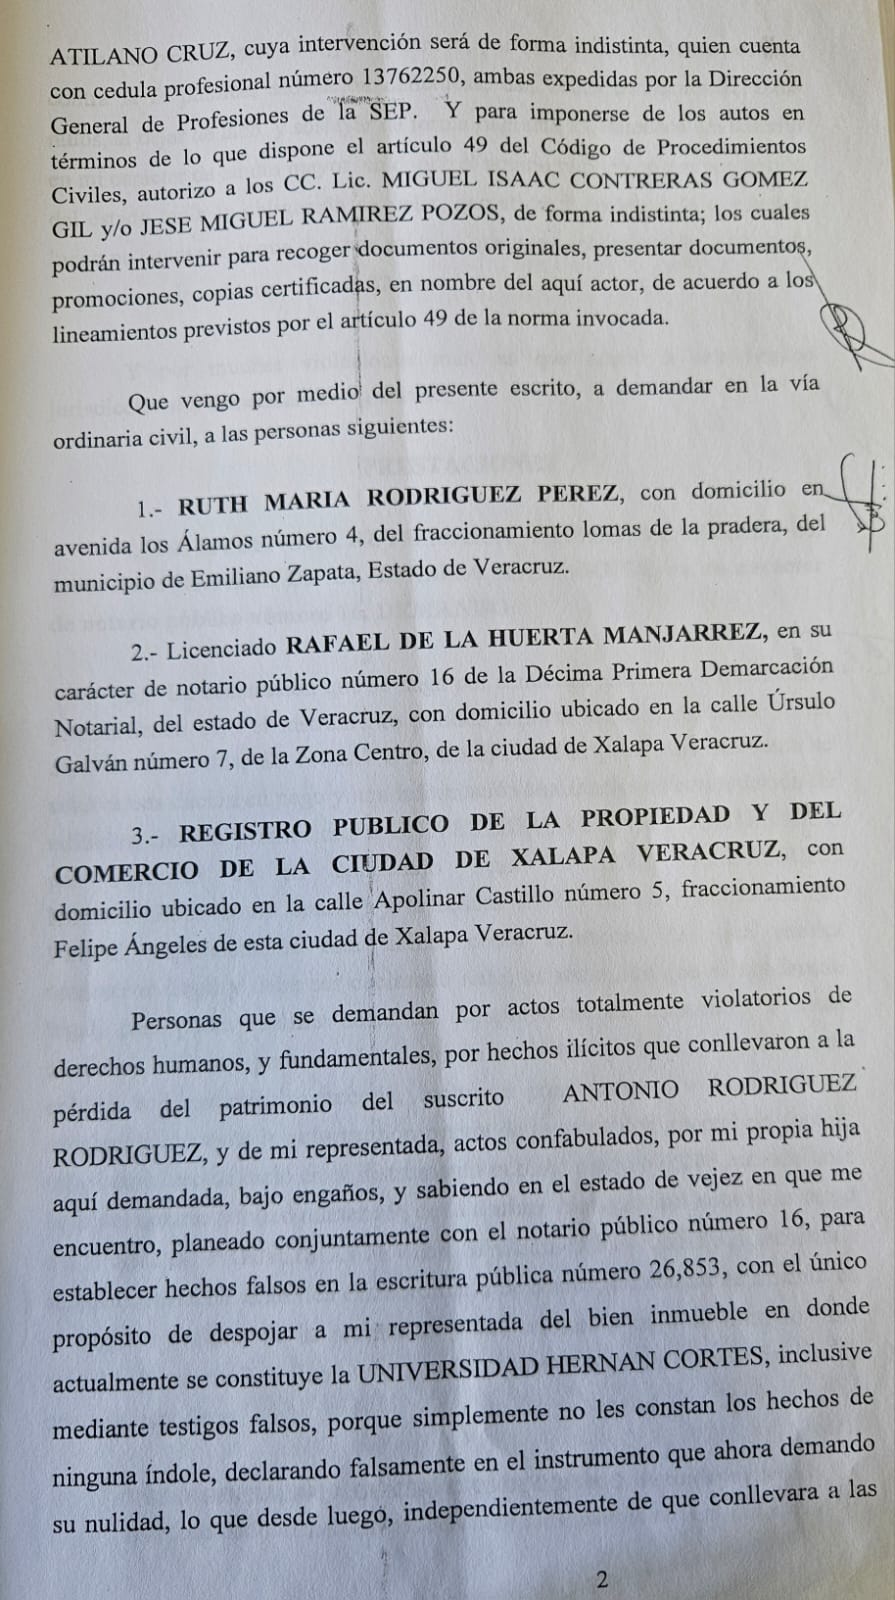 ATILANO CRUZ, cuya intervención será de forma indistinta, quien cuenta
con cedula profesional número 13762250, ambas expedidas por la Dirección
General de Profesiones de la SEP. Y para imponerse de los autos en
términos de lo que dispone el artículo 49 del Código de Procedimientos
Civiles, autorizo a los CC. Lic. MIGUEL ISAAC CONTRERAS GOMEZ
GIL y/o JESE MIGUEL RAMIREZ POZOS, de forma indistinta; los cuales
podrán intervenir para recoger documentos originales, presentar documentos,
promociones, copias certificadas, en nombre del aquí actor, de acuerdo a los
lineamientos previstos por el artículo 49 de la norma invocada.
Que vengo por medio del presente escrito, a demandar en la vía
ordinaria civil, a las personas siguientes:
1.- RUTH MARIA RODRIGUEZ PEREZ, con domicilio en
avenida los Álamos número 4, del fraccionamiento lomas de la pradera, del
municipio de Emiliano Zapata, Estado de Veracruz.
2.- Licenciado RAFAEL DE LA HUERTA MANJARREZ, en su
carácter de notario público número 16 de la Décima Primera Demarcación
Notarial, del estado de Veracruz, con domicilio ubicado en la calle Úrsulo
Galván número 7, de la Zona Centro, de la ciudad de Xalapa Veracruz.
3.- REGISTRO PUBLICO DE LA PROPIEDAD Y DEL
COMERCIO DE LA CIUDAD DE XALAPA VERACRUZ, con
domicilio ubicado en la calle Apolinar Castillo número 5, fraccionamiento
Felipe Ángeles de esta ciudad de Xalapa Veracruz.
Personas que se demandan por actos totalmente violatorios de
derechos humanos, y fundamentales, por hechos ilícitos que conllevaron a la
pérdida del patrimonio del suscrito ANTONIO RODRIGUEZ
RODRIGUEZ, y de mi representada, actos confabulados, por mi propia hija
aquí demandada, bajo engaños, y sabiendo en el estado de vejez en que me
encuentro, planeado conjuntamente con el notario público número 16, para
establecer hechos falsos en la escritura pública número 26,853, con el único
propósito de despojar a mi representada del bien inmueble en donde
actualmente se constituye la UNIVERSIDAD HERNAN CORTES, inclusive
mediante testigos falsos, porque simplemente no les constan los hechos de
ninguna índole, declarando falsamente en el instrumento que ahora demando
su nulidad, lo que desde luego, independientemente de que conllevara a las
2